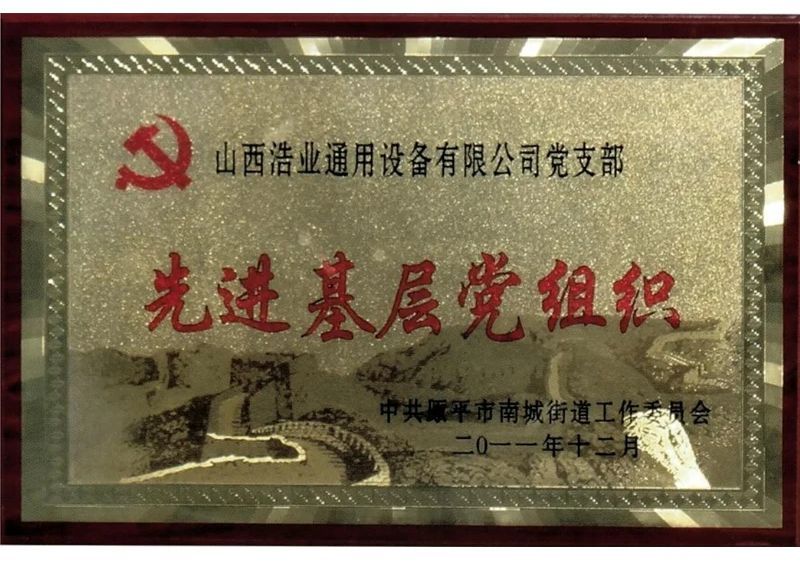 山西浩业通用设备有限公司党支部
先进基层党组织
中共原平市南城街道工作委员会
二0一一年十二月